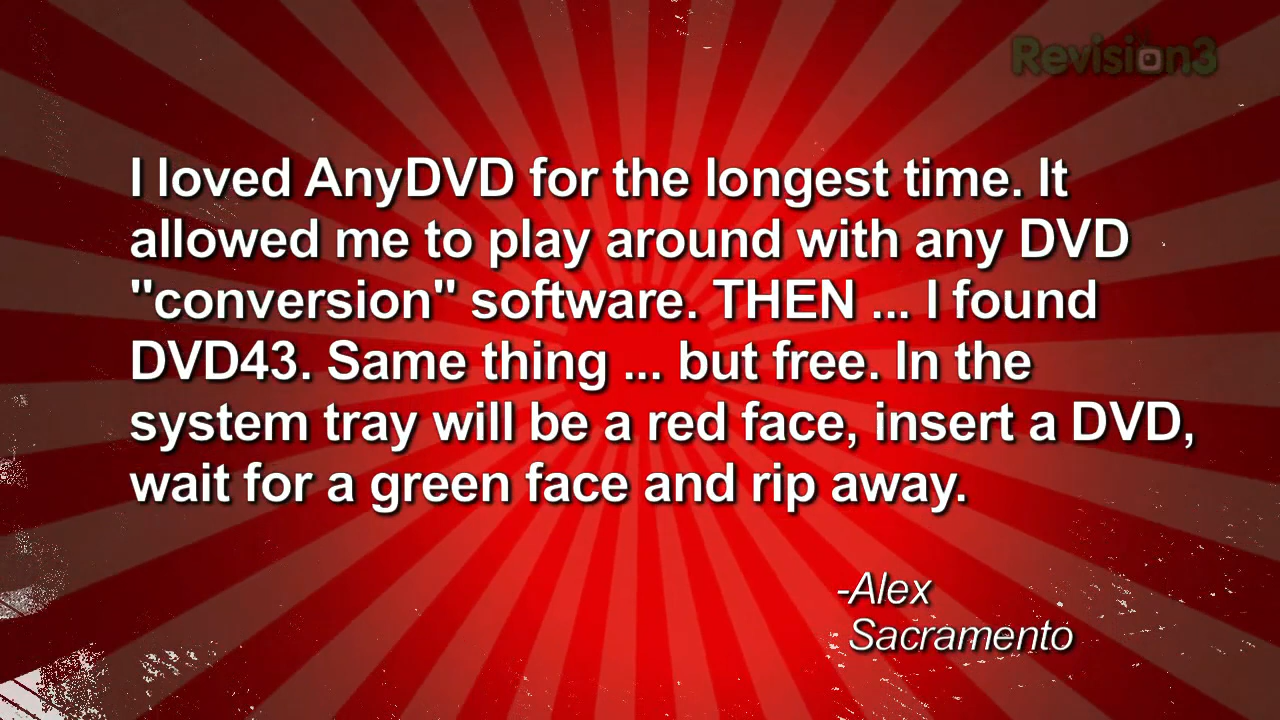 Revision3
I loved AnyDVD for the longest time. It
allowed me to play around with any DVD
"conversion" software. THEN ... I found
DVD43. Same thing ... but free. In the
system tray will be a red face, insert a DVD,
wait for a green face and rip away.
-Alex
Sacramento